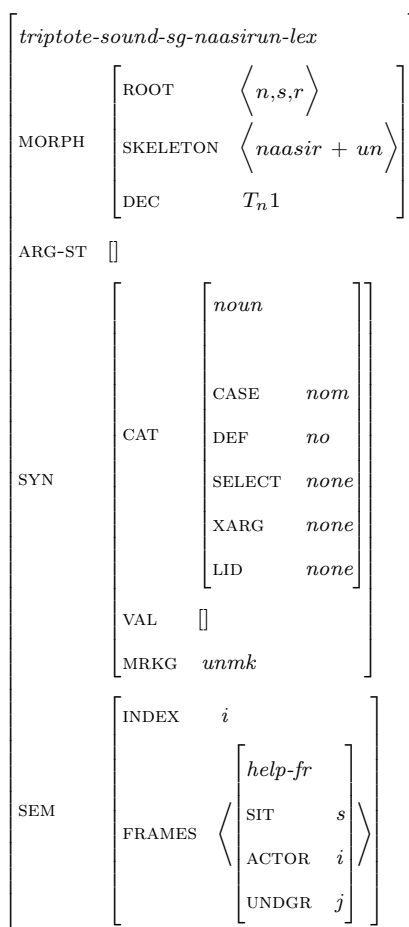 triptote-sound-sg-naasirun-lex
MORPH
ROOT ⟨n,s,r⟩
SKELETON ⟨naasir + un⟩
DEC Tn1
ARG-ST []
SYN
CAT
noun
CASE nom
DEF no
SELECT none
XARG none
LID none
VAL []
MRKG unmk
SEM
INDEX i
FRAMES
help-fr
SIT s
ACTOR i
UNDGR j